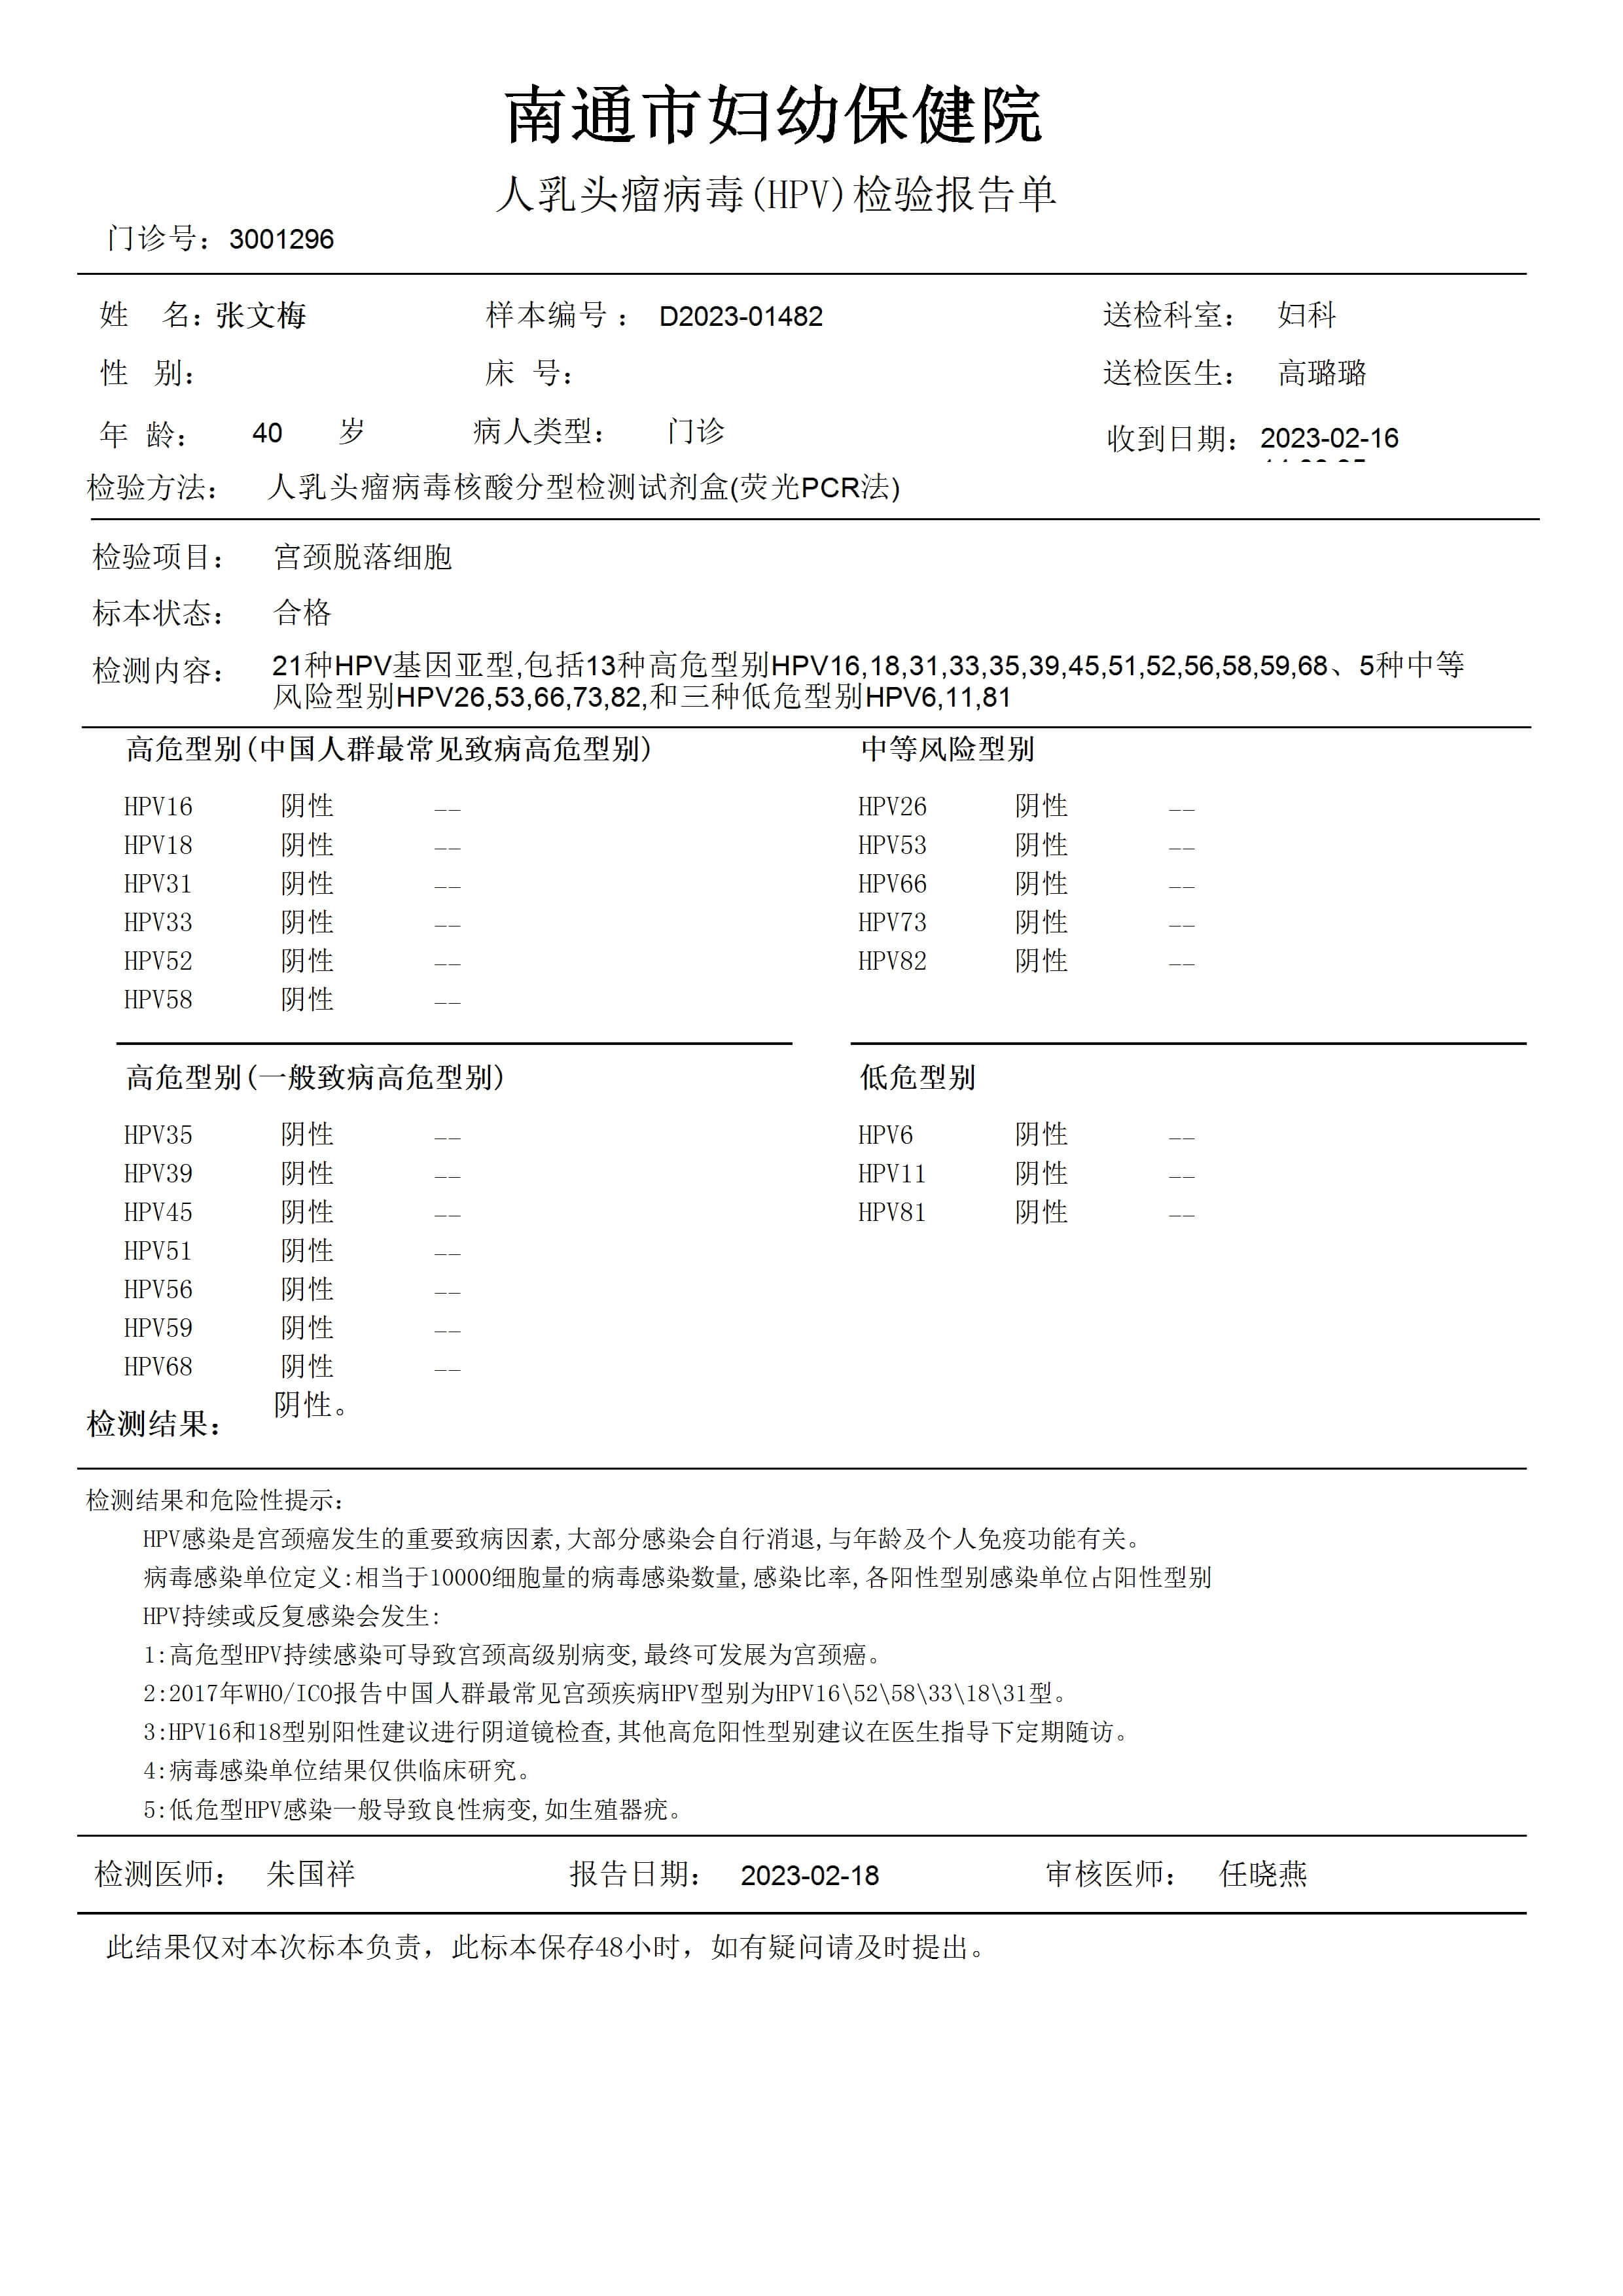 南通市妇幼保健院
人乳头瘤病毒(HPV)检验报告单
门诊号：3001296
姓 名：张文梅 样本编号： D2023-01482 送检科室： 妇科
性 别： 床 号： 送检医生： 高璐璐
年 龄： 40 岁 病人类型： 门诊 收到日期： 2023-02-16
检验方法： 人乳头瘤病毒核酸分型检测试剂盒(荧光PCR法)
检验项目： 宫颈脱落细胞
标本状态： 合格
检测内容： 21种HPV基因亚型,包括13种高危型别HPV16,18,31,33,35,39,45,51,52,56,58,59,68、5种中等
风险型别HPV26,53,66,73,82,和三种低危型别HPV6,11,81
高危型别(中国人群最常见致病高危型别) 中等风险型别
HPV16 阴性 -- HPV26 阴性 --
HPV18 阴性 -- HPV53 阴性 --
HPV31 阴性 -- HPV66 阴性 --
HPV33 阴性 -- HPV73 阴性 --
HPV52 阴性 -- HPV82 阴性 --
HPV58 阴性 --
高危型别(一般致病高危型别) 低危型别
HPV35 阴性 -- HPV6 阴性 --
HPV39 阴性 -- HPV11 阴性 --
HPV45 阴性 -- HPV81 阴性 --
HPV51 阴性 --
HPV56 阴性 --
HPV59 阴性 --
HPV68 阴性 --
检测结果： 阴性。
检测结果和危险性提示：
HPV感染是宫颈癌发生的重要致病因素,大部分感染会自行消退,与年龄及个人免疫功能有关。
病毒感染单位定义:相当于10000细胞量的病毒感染数量,感染比率,各阳性型别感染单位占阳性型别
HPV持续或反复感染会发生:
1:高危型HPV持续感染可导致宫颈高级别病变,最终可发展为宫颈癌。
2:2017年WHO/ICO报告中国人群最常见宫颈疾病HPV型别为HPV16\52\58\33\18\31型。
3:HPV16和18型别阳性建议进行阴道镜检查,其他高危阳性型别建议在医生指导下定期随访。
4:病毒感染单位结果仅供临床研究。
5:低危型HPV感染一般导致良性病变,如生殖器疣。
检测医师： 朱国祥 报告日期： 2023-02-18 审核医师： 任晓燕
此结果仅对本次标本负责，此标本保存48小时，如有疑问请及时提出。